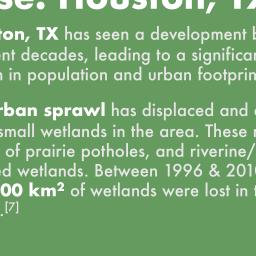 se: Houston, TX
ton, TX has seen a development b
nt decades, leading to a significan
n in population and urban footprin
rban sprawl has displaced and
small wetlands in the area. These
of prairie potholes, and riverine/
ed wetlands. Between 1996 & 201
00 km² of wetlands were lost in t
.[7]